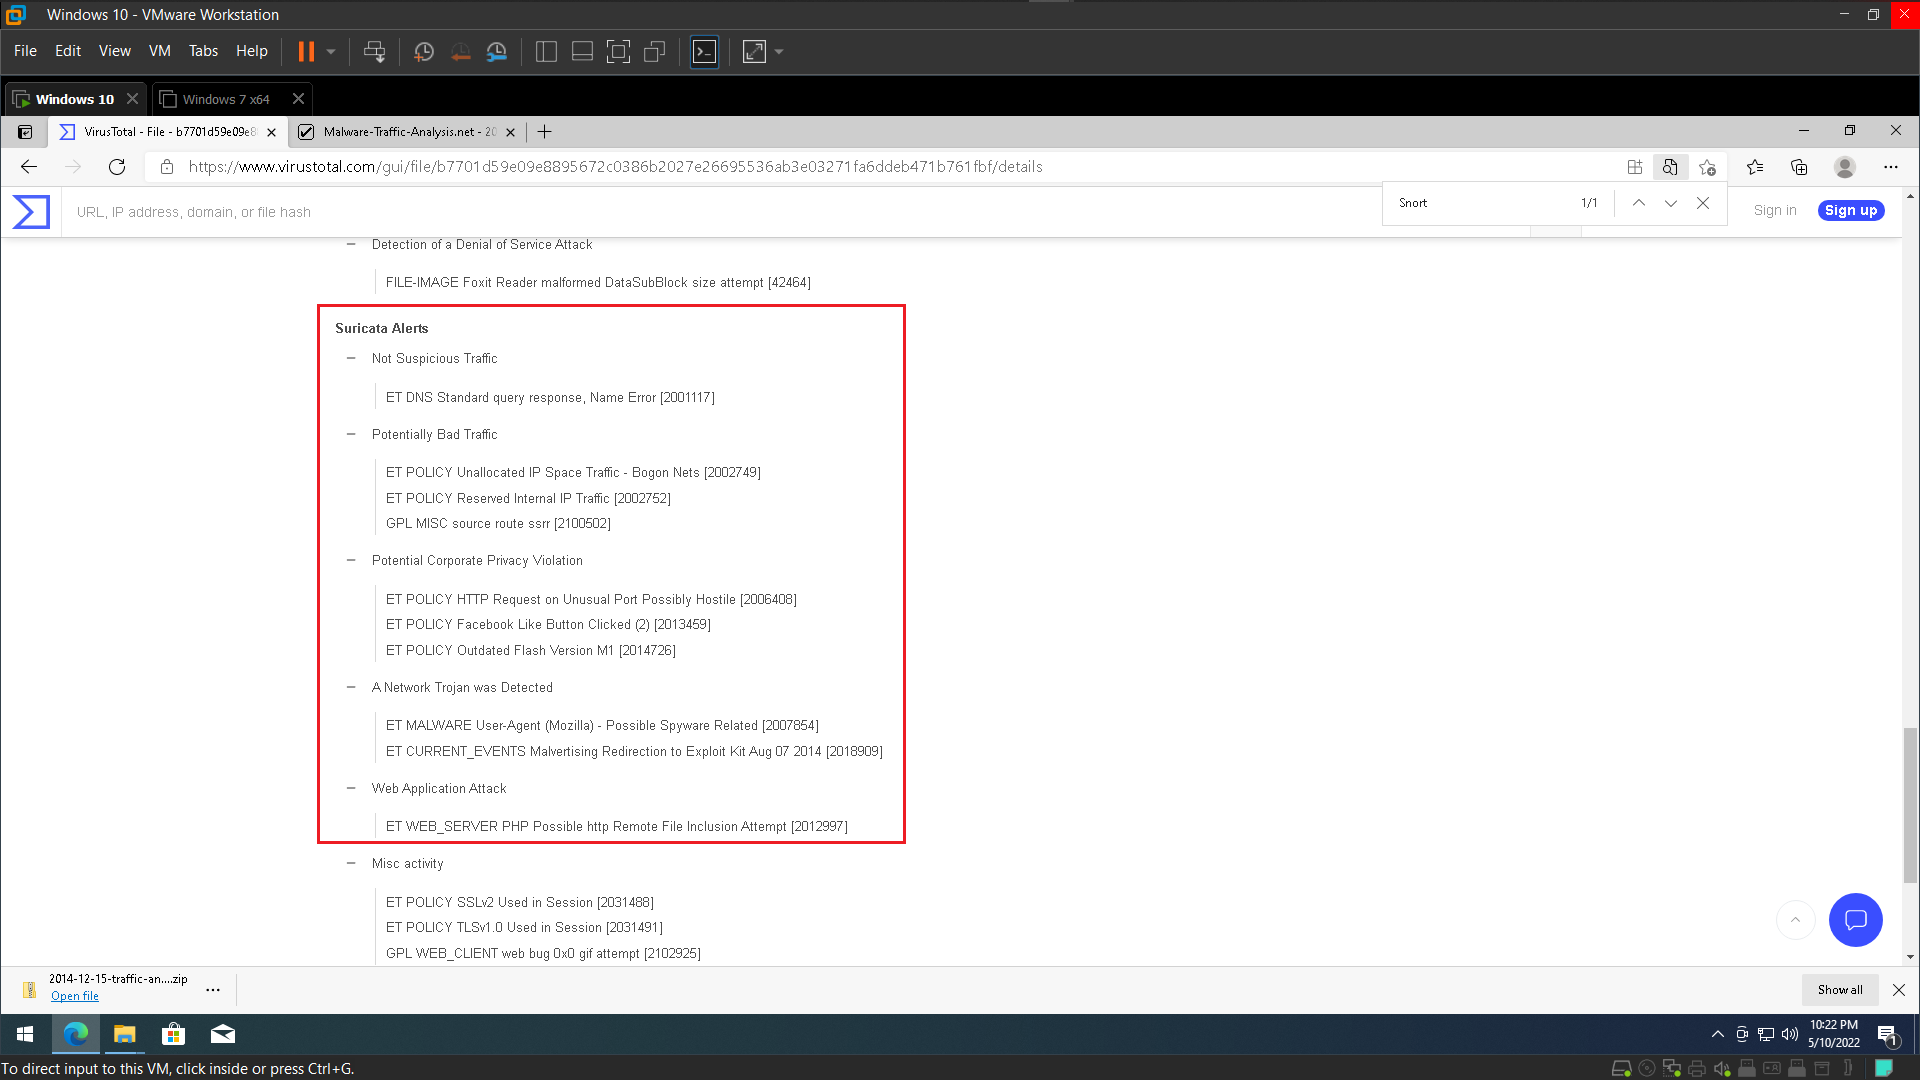 Windows 10 - VMware Workstation
File Edit View VM Tabs Help
Windows 10 Windows 7 x64
VirusTotal - File - b7701d59e09e8 Malware-Traffic-Analysis.net - 20
https://www.virustotal.com/gui/file/b7701d59e09e8895672c0386b2027e26695536ab3e03271fa6ddeb471b761fbf/details
Snort 1/1
URL, IP address, domain, or file hash
Sign in Sign up
Detection of a Denial of Service Attack
FILE-IMAGE Foxit Reader malformed DataSubBlock size attempt [42464]
Suricata Alerts
Not Suspicious Traffic
ET DNS Standard query response, Name Error [2001117]
Potentially Bad Traffic
ET POLICY Unallocated IP Space Traffic - Bogon Nets [2002749]
ET POLICY Reserved Internal IP Traffic [2002752]
GPL MISC source route ssrr [2100502]
Potential Corporate Privacy Violation
ET POLICY HTTP Request on Unusual Port Possibly Hostile [2006408]
ET POLICY Facebook Like Button Clicked (2) [2013459]
ET POLICY Outdated Flash Version M1 [2014726]
A Network Trojan was Detected
ET MALWARE User-Agent (Mozilla) - Possible Spyware Related [2007854]
ET CURRENT_EVENTS Malvertising Redirection to Exploit Kit Aug 07 2014 [2018909]
Web Application Attack
ET WEB_SERVER PHP Possible http Remote File Inclusion Attempt [2012997]
Misc activity
ET POLICY SSLv2 Used in Session [2031488]
ET POLICY TLSv1.0 Used in Session [2031491]
GPL WEB_CLIENT web bug 0x0 gif attempt [2102925]
2014-12-15-traffic-an....zip
Open file
Show all
10:22 PM
5/10/2022
1
To direct input to this VM, click inside or press Ctrl+G.